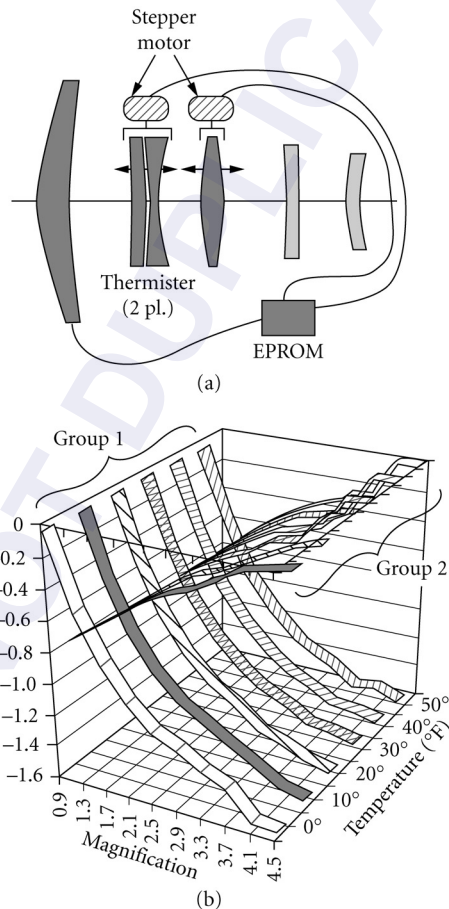 Stepper
motor
Thermister
(2 pl.)
EPROM
(a)
Group 1
Group 2
0
0.2
−0.4
−0.6
−0.8
−1.0
−1.2
−1.4
−1.6
0.9
1.3
1.7
2.1
2.5
2.9
3.3
3.7
4.1
4.5
Magnification
0°
10°
20°
30°
40°
50°
Temperature (°F)
(b)
NOT DUPLICA